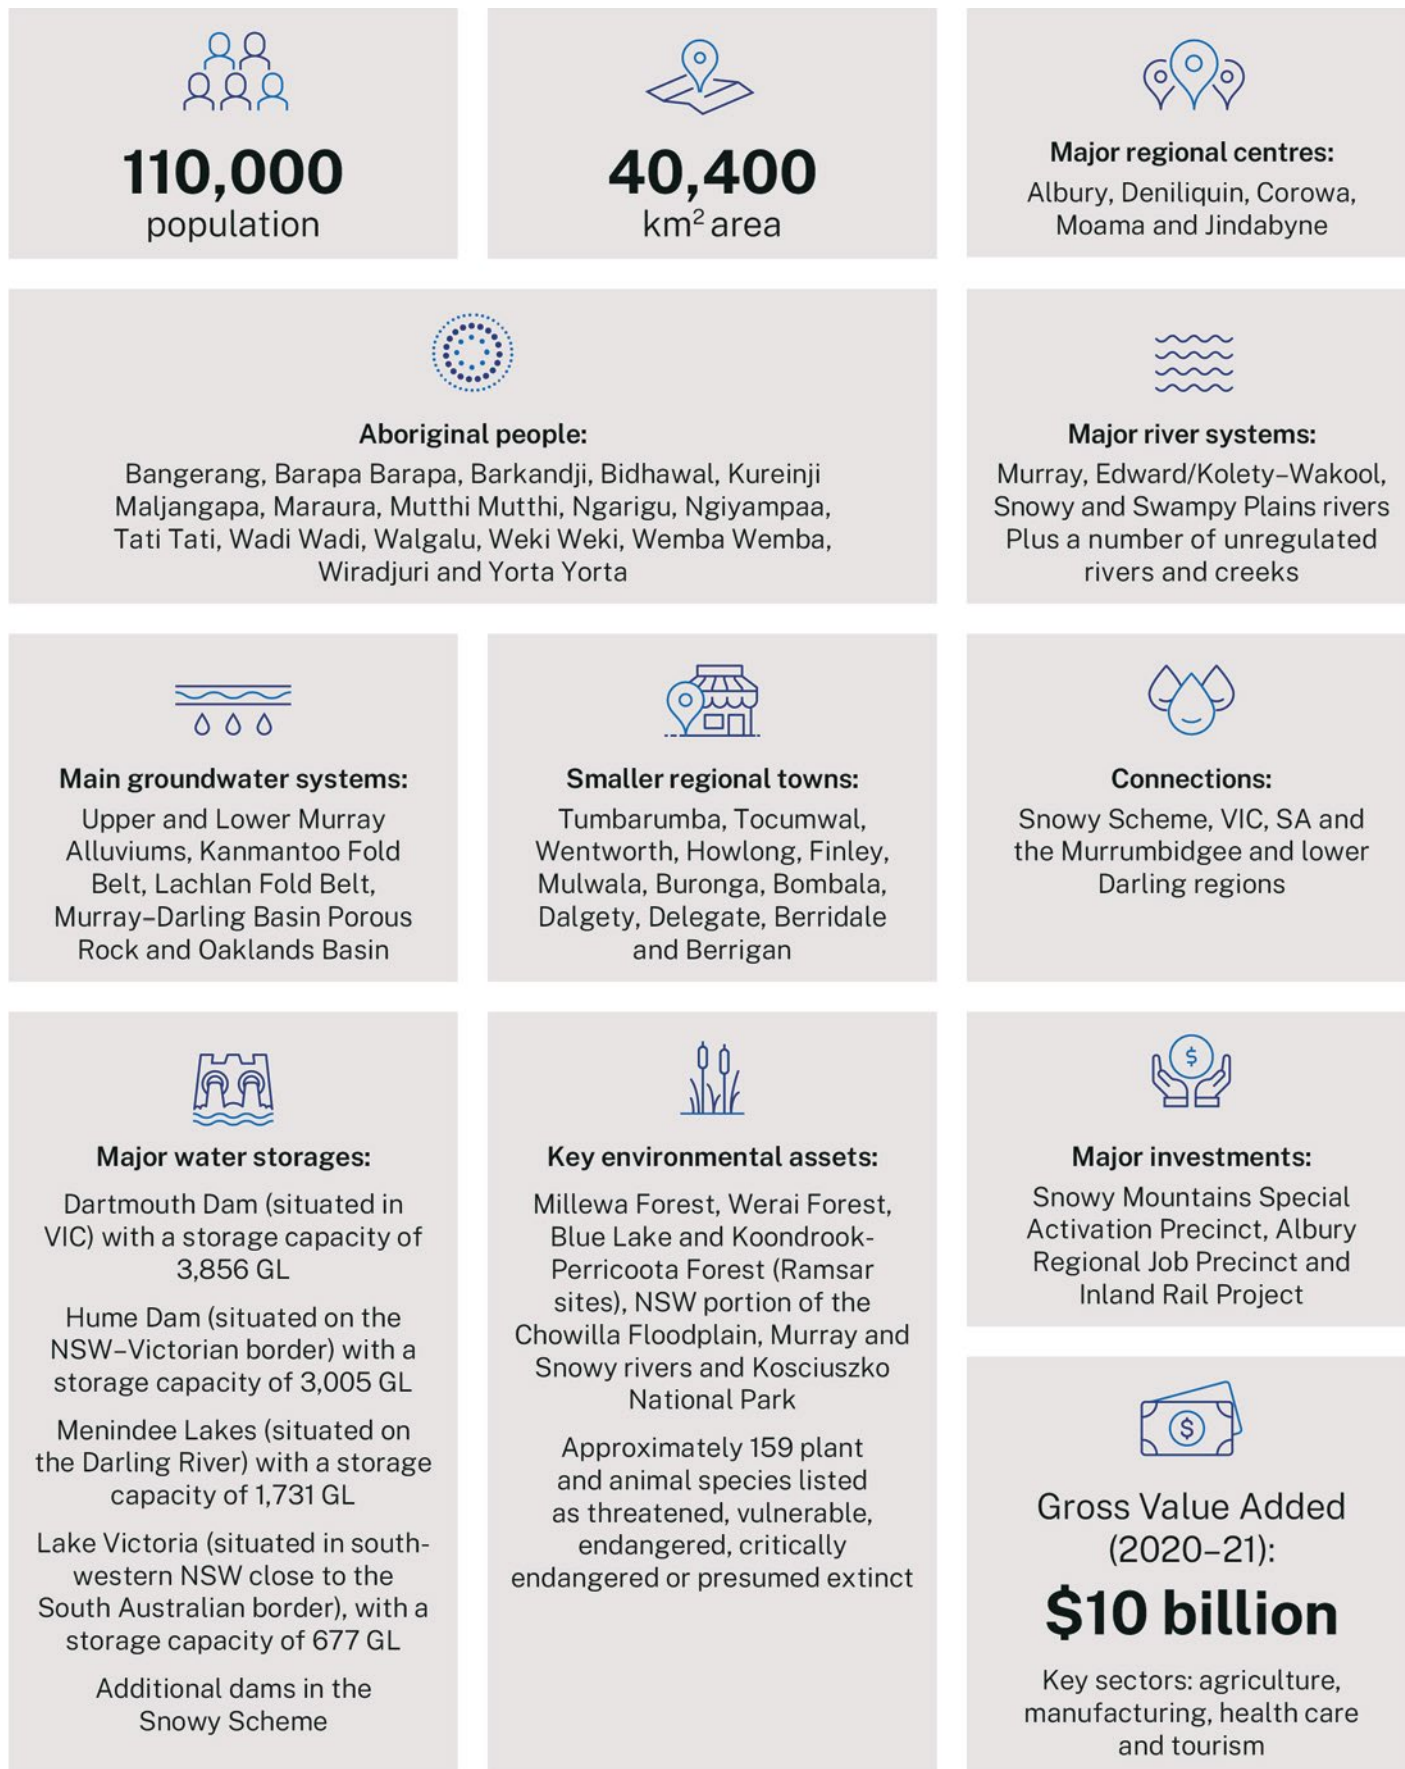 110,000
population
40,400
km² area
Major regional centres:
Albury, Deniliquin, Corowa,
Moama and Jindabyne
Aboriginal people:
Bangerang, Barapa Barapa, Barkandji, Bidhawal, Kureinji
Maljangapa, Maraura, Mutthi Mutthi, Ngarigu, Ngiyampaa,
Tati Tati, Wadi Wadi, Walgalu, Weki Weki, Wemba Wemba,
Wiradjuri and Yorta Yorta
Major river systems:
Murray, Edward/Kolety–Wakool,
Snowy and Swampy Plains rivers
Plus a number of unregulated
rivers and creeks
Main groundwater systems:
Upper and Lower Murray
Alluviums, Kanmantoo Fold
Belt, Lachlan Fold Belt,
Murray–Darling Basin Porous
Rock and Oaklands Basin
Smaller regional towns:
Tumbarumba, Tocumwal,
Wentworth, Howlong, Finley,
Mulwala, Buronga, Bombala,
Dalgety, Delegate, Berridale
and Berrigan
Connections:
Snowy Scheme, VIC, SA and
the Murrumbidgee and lower
Darling regions
Major water storages:
Dartmouth Dam (situated in
VIC) with a storage capacity of
3,856 GL
Hume Dam (situated on the
NSW–Victorian border) with a
storage capacity of 3,005 GL
Menindee Lakes (situated on
the Darling River) with a storage
capacity of 1,731 GL
Lake Victoria (situated in south-
western NSW close to the
South Australian border), with a
storage capacity of 677 GL
Additional dams in the
Snowy Scheme
Key environmental assets:
Millewa Forest, Werai Forest,
Blue Lake and Koondrook-
Perricoota Forest (Ramsar
sites), NSW portion of the
Chowilla Floodplain, Murray and
Snowy rivers and Kosciuszko
National Park
Approximately 159 plant
and animal species listed
as threatened, vulnerable,
endangered, critically
endangered or presumed extinct
$
Major investments:
Snowy Mountains Special
Activation Precinct, Albury
Regional Job Precinct and
Inland Rail Project
$
Gross Value Added
(2020–21):
$10 billion
Key sectors: agriculture,
manufacturing, health care
and tourism